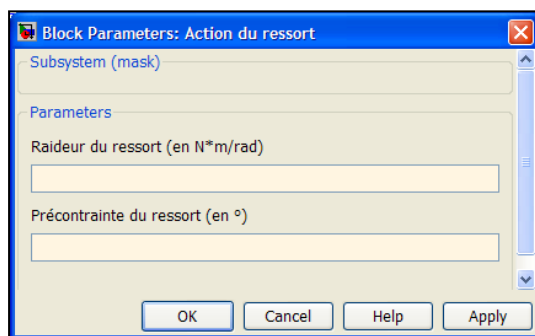 Block Parameters: Action du ressort
Subsystem (mask)
Parameters
Raideur du ressort (en N*m/rad)
Précontrainte du ressort (en °)
OK Cancel Help Apply